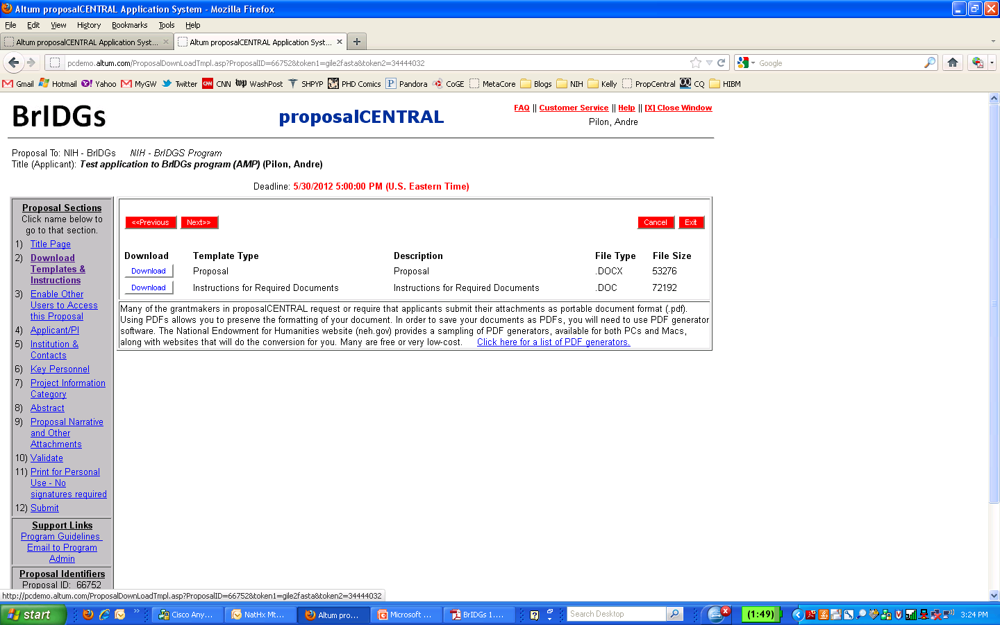 Altum proposalCENTRAL Application System - Mozilla Firefox
File Edit View History Bookmarks Tools Help
Altum proposalCENTRAL Application Syst... Altum proposalCENTRAL Application Syst...
pcdemo.altum.com/ProposalDownLoadTmpl.asp?ProposalID=66752&token1=gile2fasta&token2=34444032 Google
Gmail Hotmail Yahoo MyGW Twitter CNN WashPost SHPYP PHD Comics Pandora CoGE MetaCore Blogs NIH Kelly PropCentral CQ HIBM
BrIDGs
proposalCENTRAL
FAQ || Customer Service || Help || [X] Close Window
Pilon, Andre
Proposal To: NIH - BrIDGs NIH - BrIDGS Program
Title (Applicant): Test application to BrIDGs program (AMP) (Pilon, Andre)
Deadline: 5/30/2012 5:00:00 PM (U.S. Eastern Time)
Proposal Sections
Click name below to
go to that section.
1) Title Page
2) Download
Templates &
Instructions
3) Enable Other
Users to Access
this Proposal
4) Applicant/PI
5) Institution &
Contacts
6) Key Personnel
7) Project Information
Category
8) Abstract
9) Proposal Narrative
and Other
Attachments
10) Validate
11) Print for Personal
Use - No
signatures required
12) Submit
Support Links
Program Guidelines
Email to Program
Admin
Proposal Identifiers
Proposal ID: 66752
<<Previous Next>> Cancel Exit
Download Template Type Description File Type File Size
Download Proposal Proposal .DOCX 53276
Download Instructions for Required Documents Instructions for Required Documents .DOC 72192
Many of the grantmakers in proposalCENTRAL request or require that applicants submit their attachments as portable document format (.pdf).
Using PDFs allows you to preserve the formatting of your document. In order to save your documents as PDFs, you will need to use PDF generator
software. The National Endowment for Humanities website (neh.gov) provides a sampling of PDF generators, available for both PCs and Macs,
along with websites that will do the conversion for you. Many are free or very low-cost. Click here for a list of PDF generators.
http://pcdemo.altum.com/ProposalDownLoadTmpl.asp?ProposalID=66752&token1=gile2fasta&token2=34444032
start Cisco Any... NatHx Mt... Altum pro... Microsoft ... BrIDGs 1.... Search Desktop (1:49) 3:24 PM